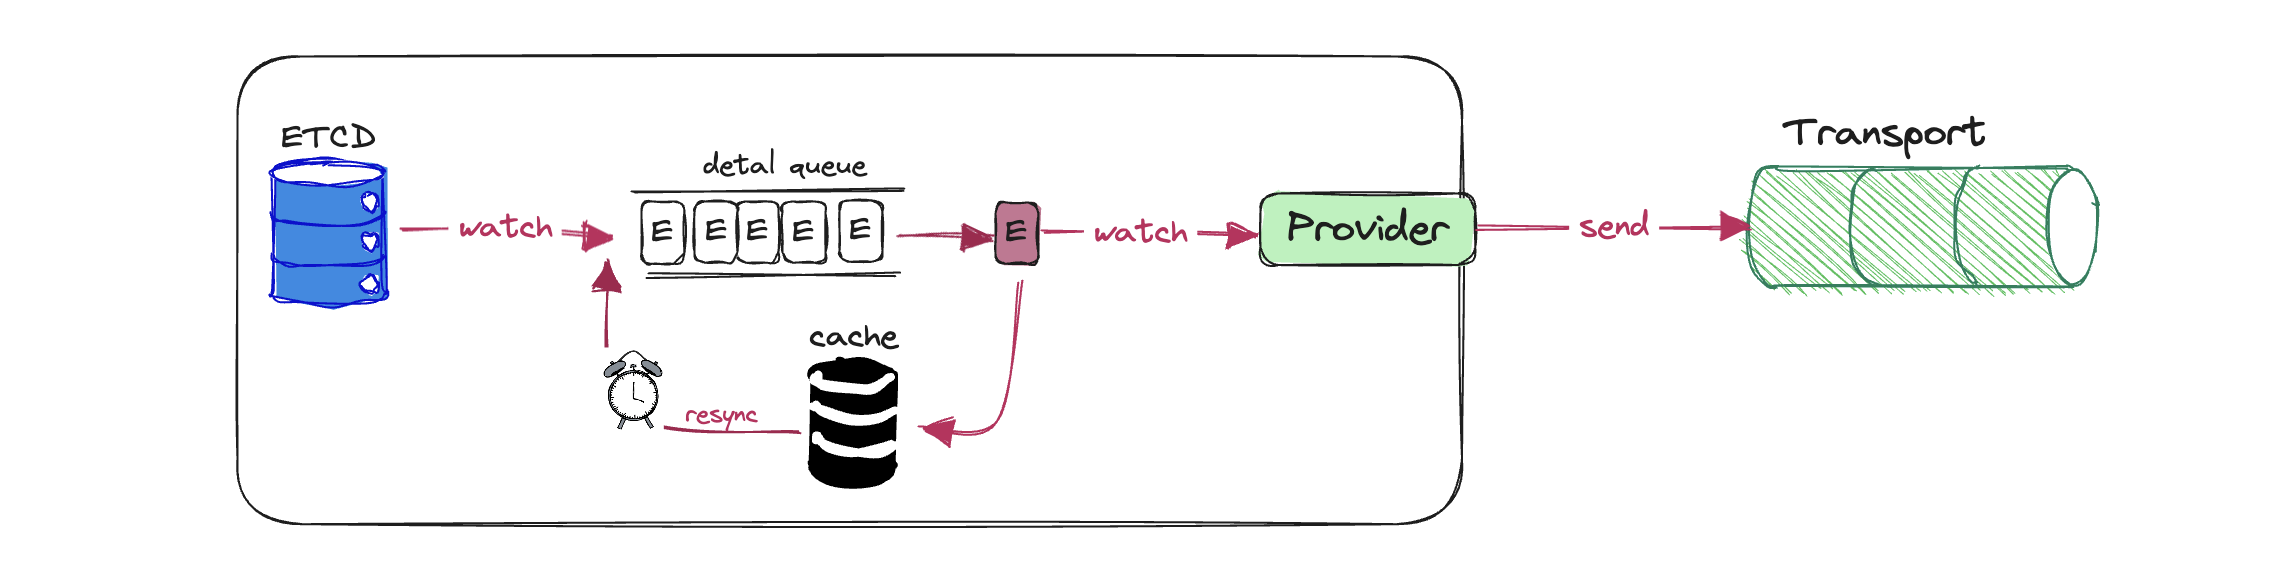 ETCD
detal queue
Transport
watch
E E E E E
E
watch
Provider
send
cache
resync